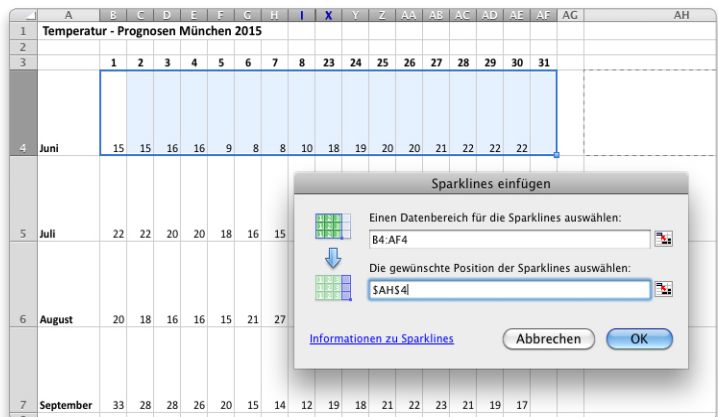 A B C D E F G H I X Y Z AA AB AC AD AE AF AG AH
1 Temperatur - Prognosen München 2015
2
3 1 2 3 4 5 6 7 8 23 24 25 26 27 28 29 30 31
4 Juni 15 15 16 16 9 8 8 10 18 19 20 20 21 22 22 22
Sparklines einfügen
Einen Datenbereich für die Sparklines auswählen:
B4:AF4
5 Juli 22 22 20 20 18 16 15
Die gewünschte Position der Sparklines auswählen:
$AH$4
6 August 20 18 16 16 15 21 27
Informationen zu Sparklines Abbrechen OK
7 September 33 28 28 26 20 15 14 12 19 18 21 22 23 21 19 17